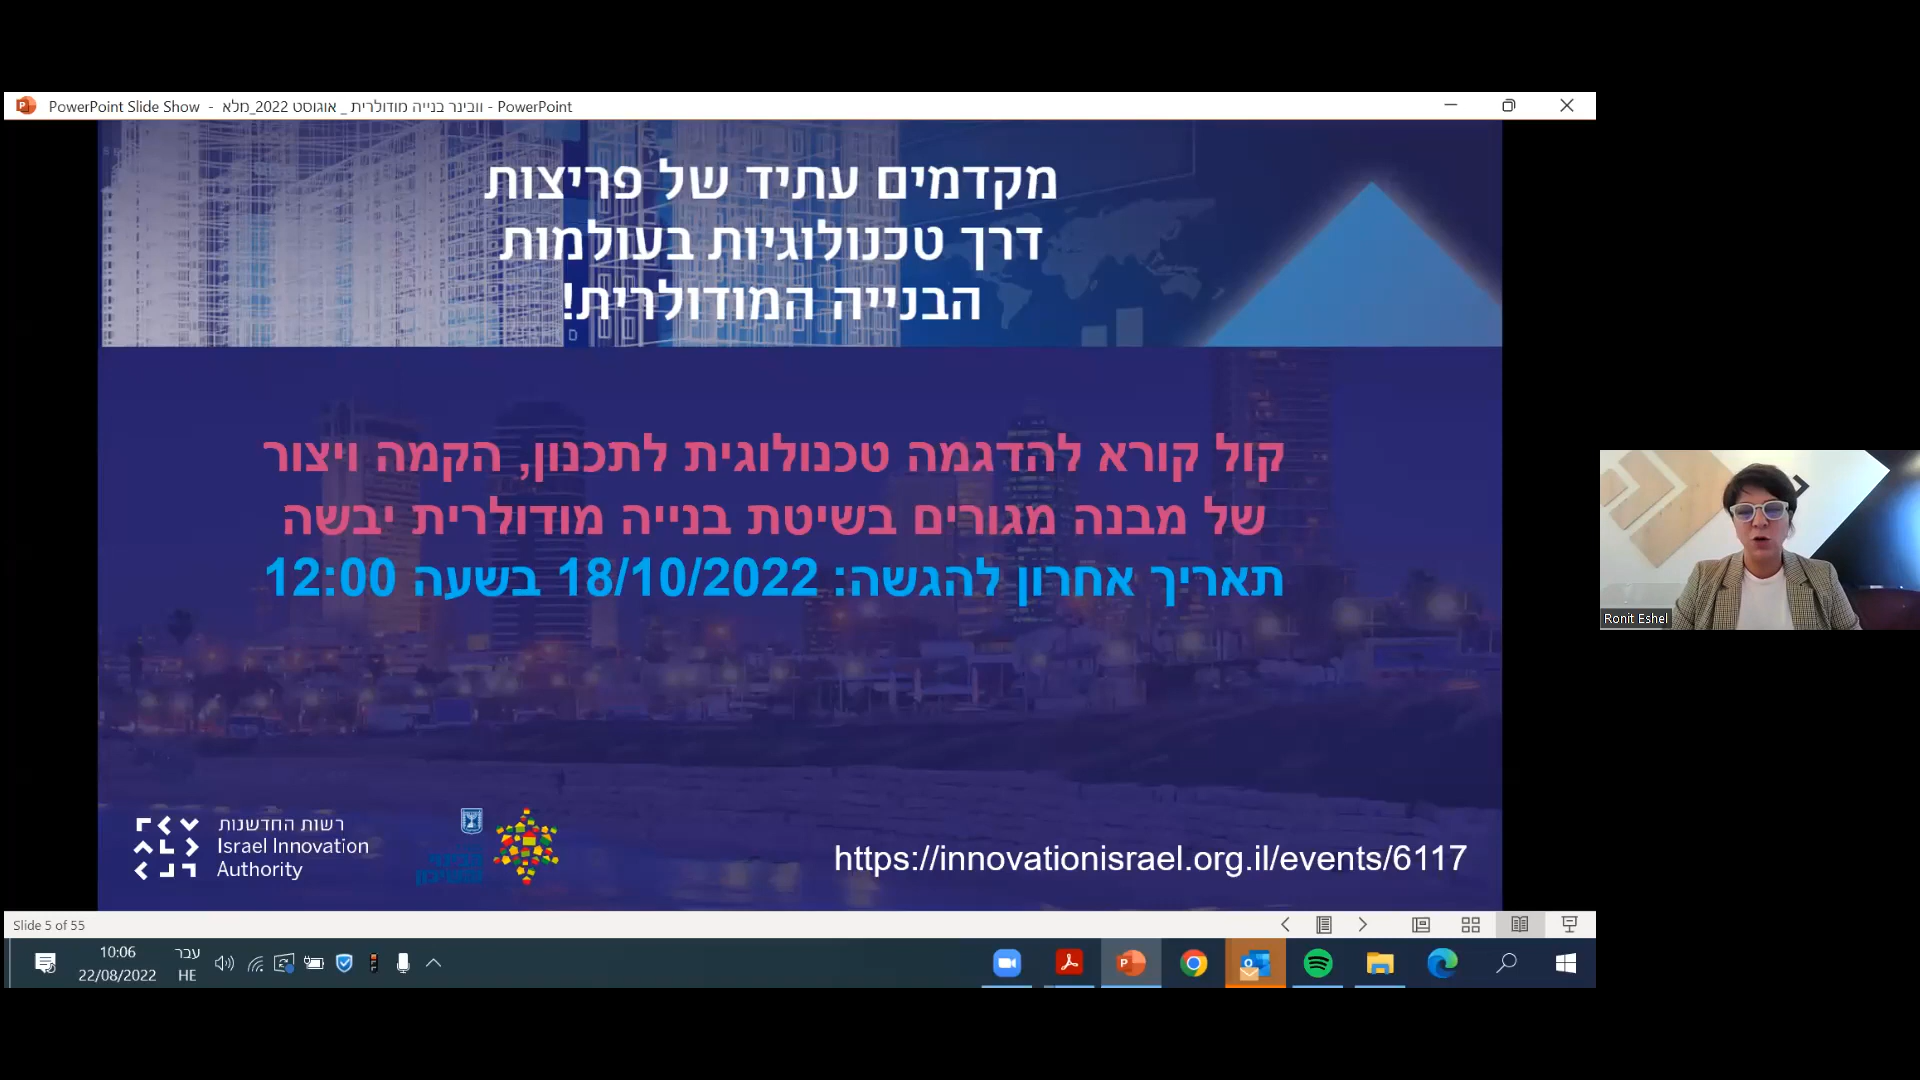 PowerPoint Slide Show - וובינר בנייה מודולרית _ אוגוסט 2022_מלא - PowerPoint
מקדמים עתיד של פריצות
דרך טכנולוגיות בעולמות
הבנייה המודולרית!
קול קורא להדגמה טכנולוגית לתכנון, הקמה ויצור
של מבנה מגורים בשיטת בנייה מודולרית יבשה
תאריך אחרון להגשה: 18/10/2022 בשעה 12:00
רשות החדשנות
Israel Innovation
Authority
https://innovationisrael.org.il/events/6117
Ronit Eshel
Slide 5 of 55
10:06
22/08/2022
עבר
HE